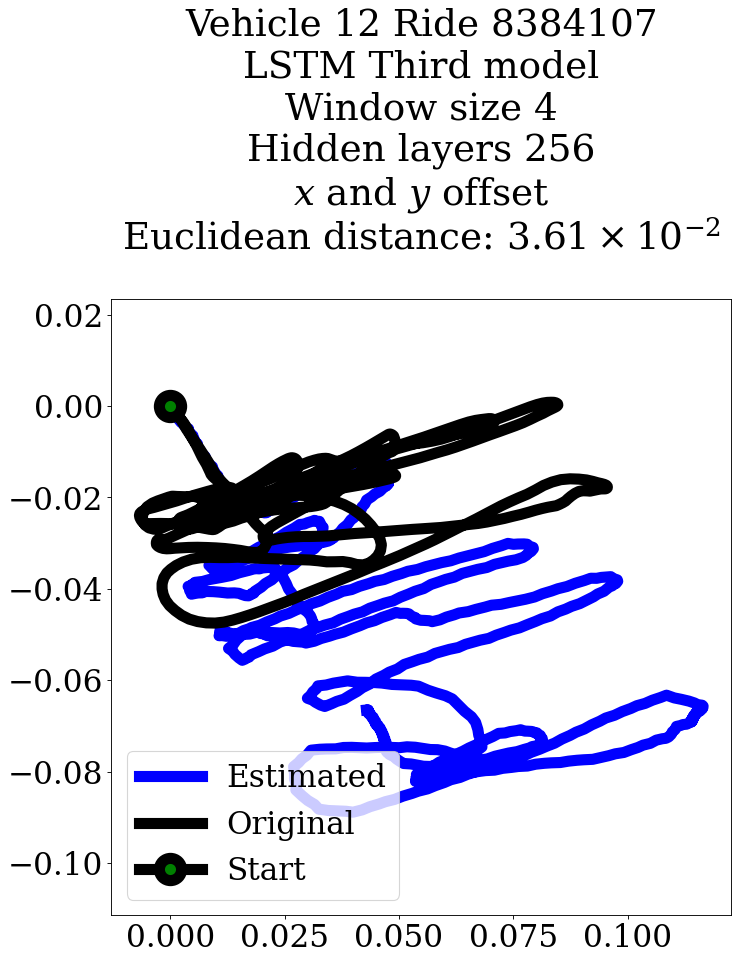 Vehicle 12 Ride 8384107
LSTM Third model
Window size 4
Hidden layers 256
x and y offset
Euclidean distance: 3.61 × 10⁻²
0.02
0.00
−0.02
−0.04
−0.06
−0.08
−0.10
Estimated
Original
Start
0.000 0.025 0.050 0.075 0.100